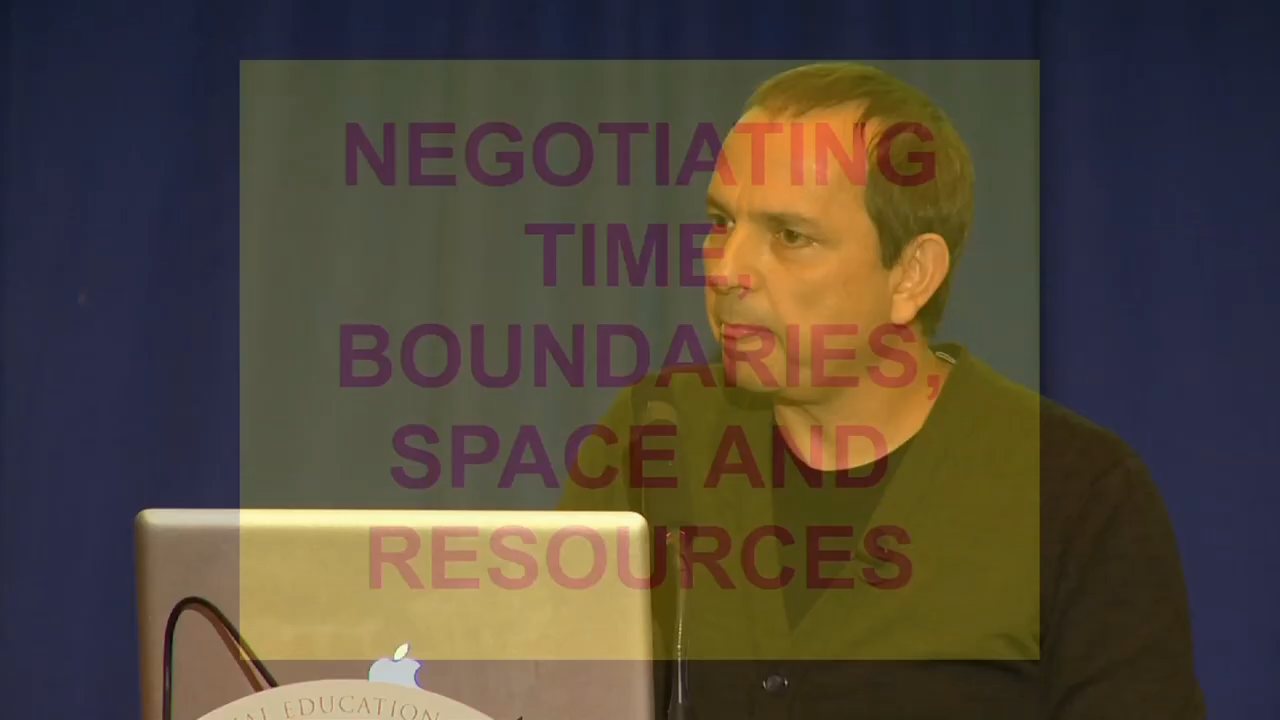 NEGOTIATING
TIME,
BOUNDARIES,
SPACE AND
RESOURCES
EDUCATION